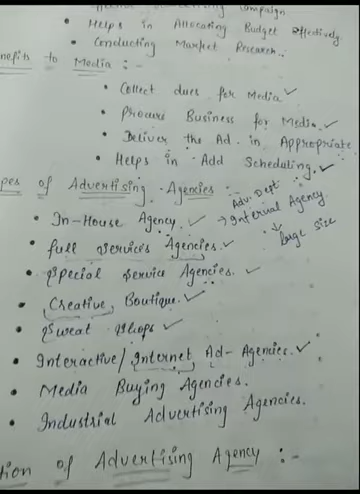 Campaign
• Helps in Allocating Budget Effectively
• Conducting Market Research.
nefits to Media :-
• Collect dues for Media ✓
• Procure Business for Media. ✓
• Deliver the Ad. in Appropriate
• Helps in Add Scheduling. ✓
pes of Advertising Agencies :-
Adv. Dept
• In-House Agency. ✓ → Internal Agency
↓
Large Size
• Full Services Agencies. ✓
• Special Service Agencies. ✓
• Creative Boutique. ✓
• Sweat Shops ✓
• Interactive/Internet Ad-Agencies. ✓
• Media Buying Agencies.
• Industrial Advertising Agencies.
tion of Advertising Agency :-